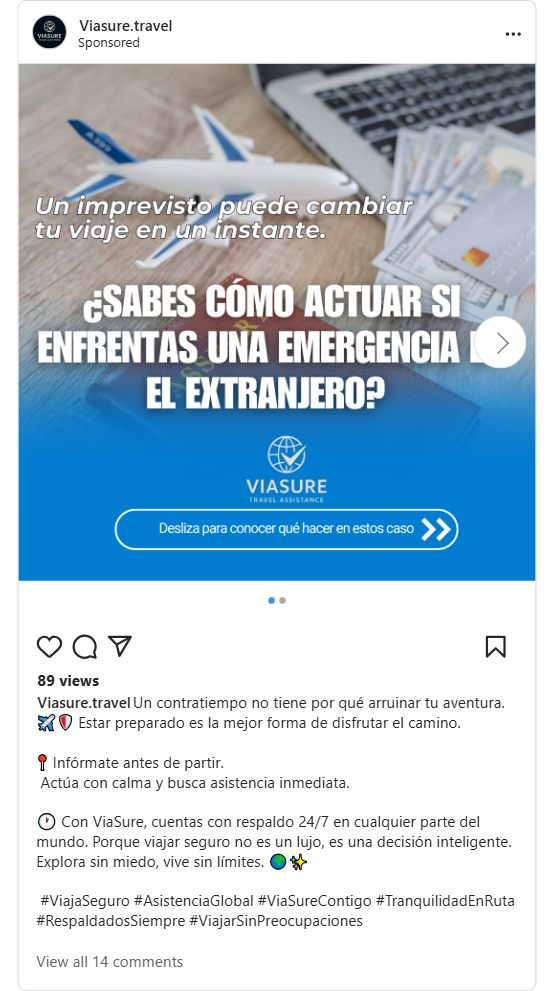 VIASURE
Viasure.travel
Sponsored
A390
Un imprevisto puede cambiar
tu viaje en un instante.
¿SABES CÓMO ACTUAR SI
ENFRENTAS UNA EMERGENCIA
EL EXTRANJERO?
VIASURE
TRAVEL ASSISTANCE
Desliza para conocer qué hacer en estos caso
89 views
Viasure.travel Un contratiempo no tiene por qué arruinar tu aventura.
✈️🛡️ Estar preparado es la mejor forma de disfrutar el camino.
📍 Infórmate antes de partir.
Actúa con calma y busca asistencia inmediata.
🕐 Con ViaSure, cuentas con respaldo 24/7 en cualquier parte del
mundo. Porque viajar seguro no es un lujo, es una decisión inteligente.
Explora sin miedo, vive sin límites. 🌍✨
#ViajaSeguro #AsistenciaGlobal #ViaSureContigo #TranquilidadEnRuta
#RespaldadosSiempre #ViajarSinPreocupaciones
View all 14 comments